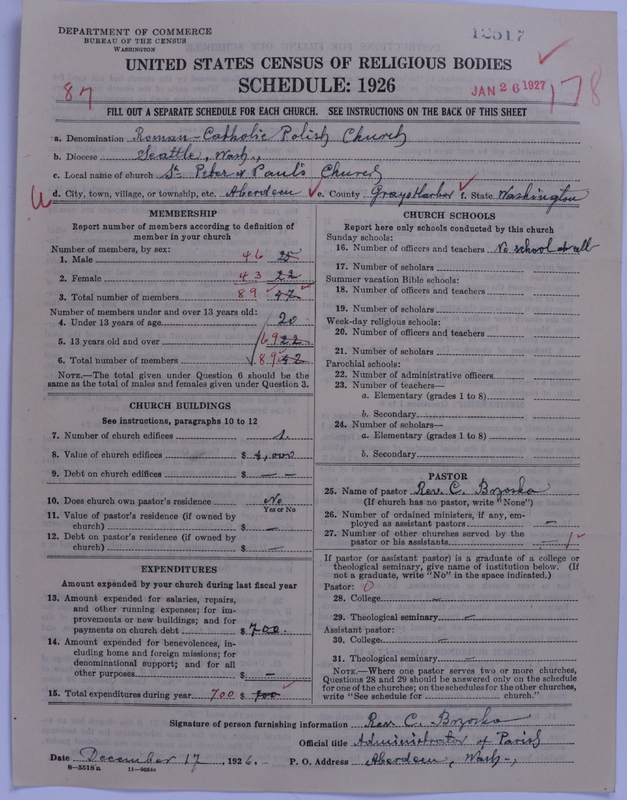 DEPARTMENT OF COMMERCE
BUREAU OF THE CENSUS
WASHINGTON
12517
UNITED STATES CENSUS OF RELIGIOUS BODIES
SCHEDULE: 1926
87
JAN 26 1927
178
FILL OUT A SEPARATE SCHEDULE FOR EACH CHURCH. SEE INSTRUCTIONS ON THE BACK OF THIS SHEET
a. Denomination Roman-Catholic Polish Church
b. Diocese Seattle, Wash.,
c. Local name of church St. Peter & Paul's Church
d. City, town, village, or township, etc. Aberdeen e. County Grays Harbor f. State Washington
MEMBERSHIP
Report number of members according to definition of
member in your church
Number of members, by sex:
1. Male 46 25
2. Female 43 22
3. Total number of members 89 47
Number of members under and over 13 years old:
4. Under 13 years of age 20
5. 13 years old and over 69 22
6. Total number of members 89 42
NOTE.—The total given under Question 6 should be
same as the total of males and females given under Question 3.
CHURCH BUILDINGS
See instructions, paragraphs 10 to 12
7. Number of church edifices 1.
8. Value of church edifices $ 4,000
9. Debt on church edifices $ — —
10. Does church own pastor's residence No
Yes or No
11. Value of pastor's residence (if owned by
church) $ —
12. Debt on pastor's residence (if owned by
church) $ —
EXPENDITURES
Amount expended by your church during last fiscal year
13. Amount expended for salaries, repairs,
and other running expenses; for im-
provements or new buildings; and for
payments on church debt $ 700.
14. Amount expended for benevolences, in-
cluding home and foreign missions; for
denominational support; and for all
other purposes $ —
15. Total expenditures during year 700 $ 700
CHURCH SCHOOLS
Report here only schools conducted by this church
Sunday schools:
16. Number of officers and teachers No school at all
17. Number of scholars
Summer vacation Bible schools:
18. Number of officers and teachers
19. Number of scholars
Week-day religious schools:
20. Number of officers and teachers
21. Number of scholars
Parochial schools:
22. Number of administrative officers
23. Number of teachers—
a. Elementary (grades 1 to 8)
b. Secondary
24. Number of scholars—
a. Elementary (grades 1 to 8)
b. Secondary
PASTOR
25. Name of pastor Rev. C. Brzoska
(If church has no pastor, write "None")
26. Number of ordained ministers, if any, em-
ployed as assistant pastors —
27. Number of other churches served by the
pastor or his assistants — 1
If pastor (or assistant pastor) is a graduate of a college or
theological seminary, give name of institution below. (If
not a graduate, write "No" in the space indicated.)
Pastor: 0
28. College —
29. Theological seminary —
Assistant pastor:
30. College —
31. Theological seminary —
NOTE.—Where one pastor serves two or more churches,
Questions 28 and 29 should be answered only on the schedule
for one of the churches; on the schedules for the other churches,
write "See schedule for church."
Signature of person furnishing information Rev. C. Brzoska
Official title Administrator of Parish
Date December 17, 1926. P. O. Address Aberdeen, Wash.,
8—5518a 11—9654